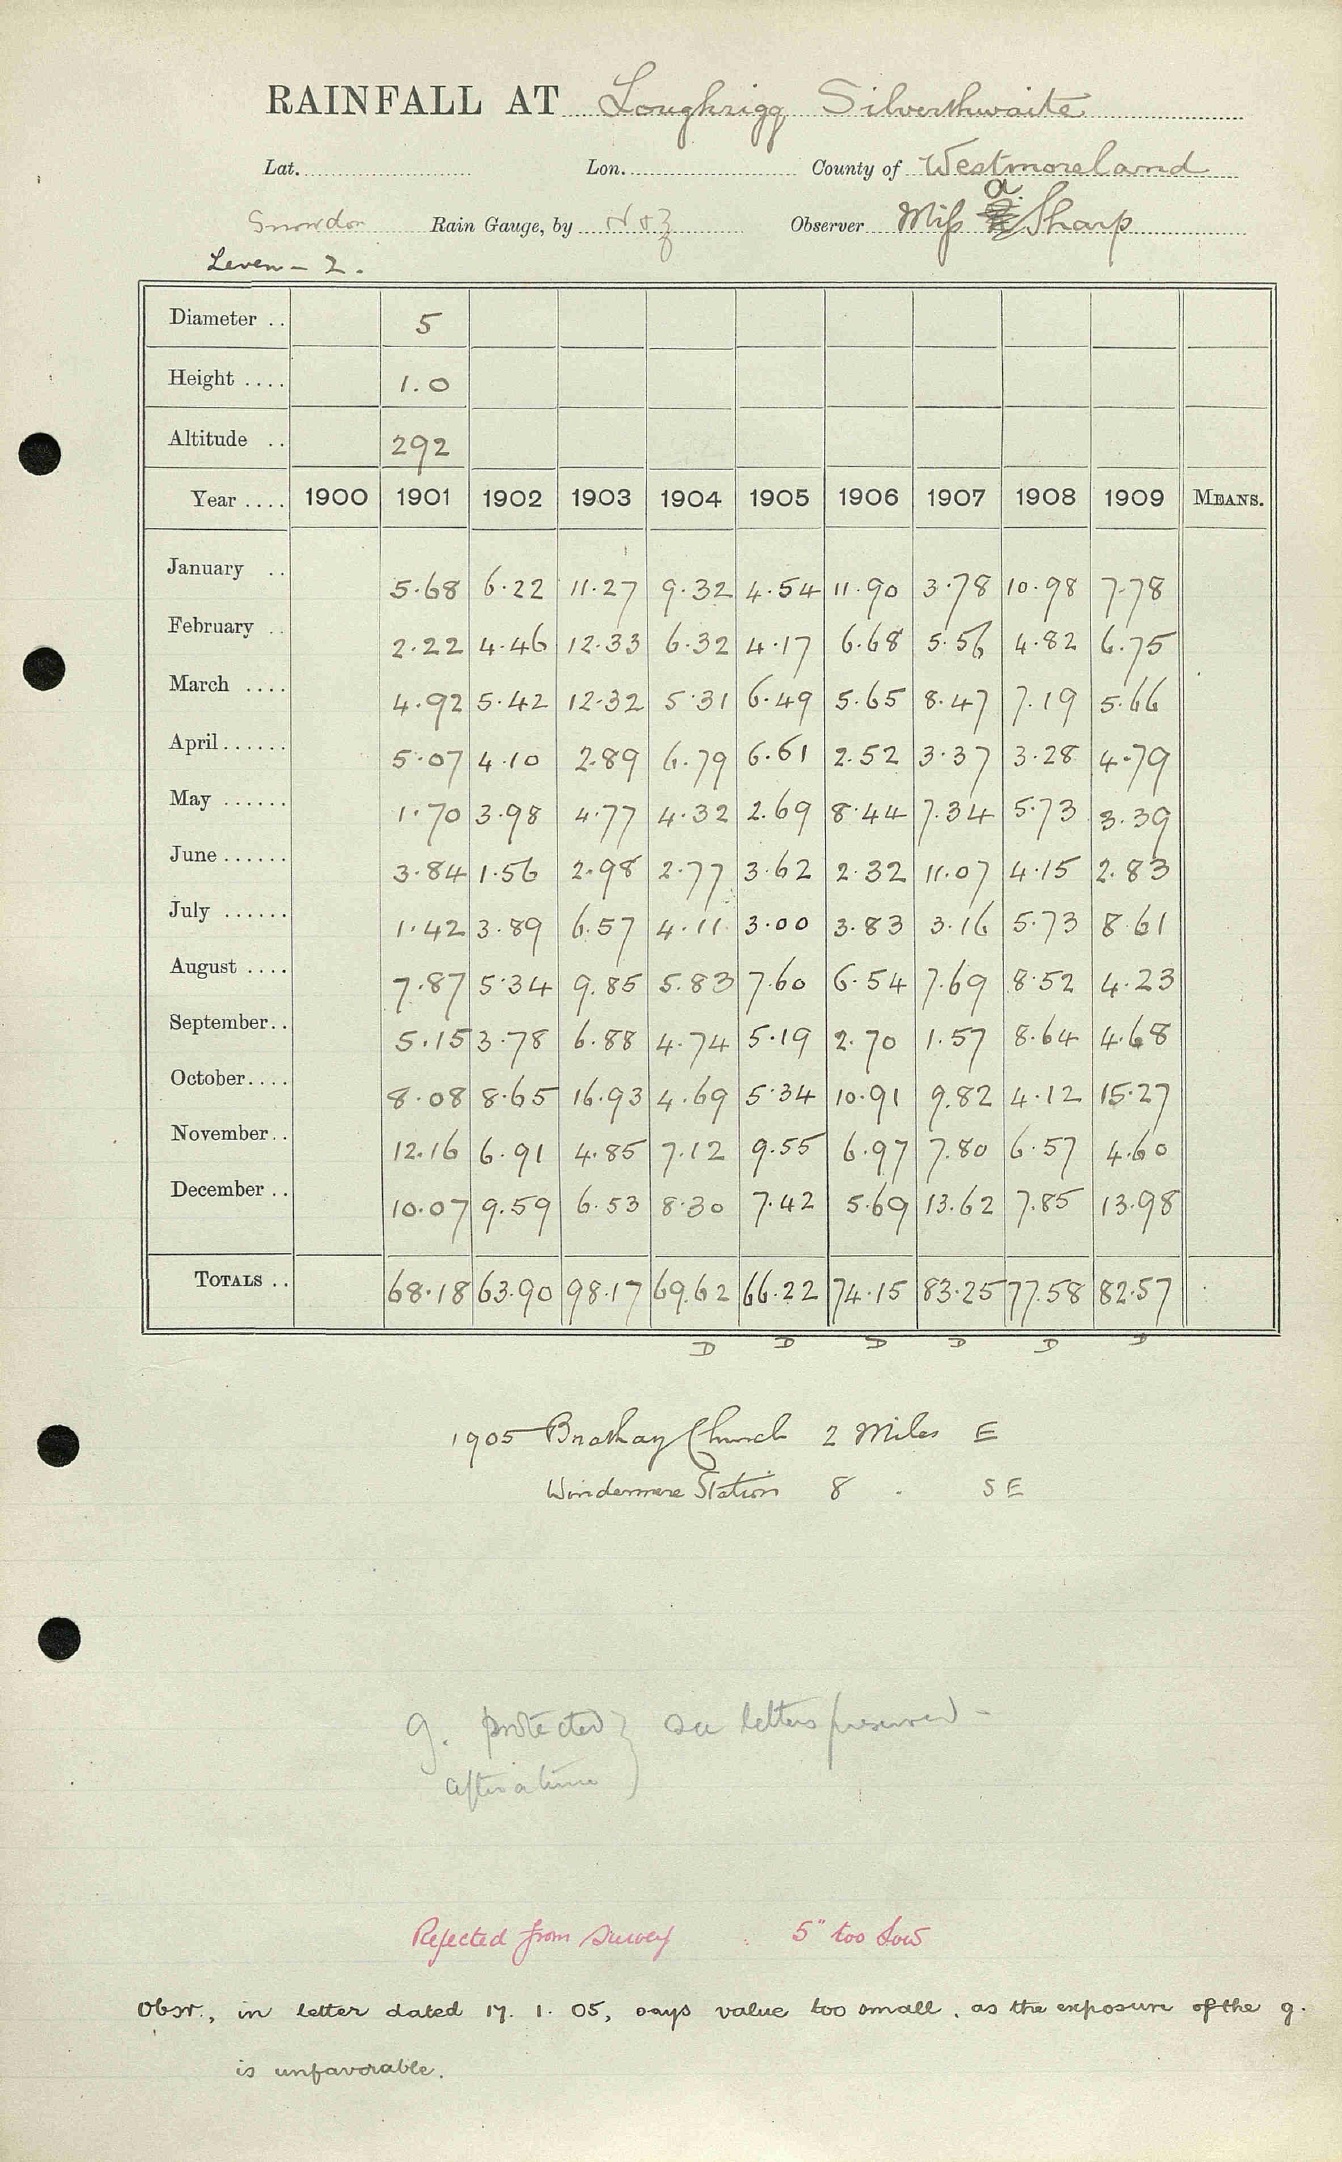 RAINFALL AT Loughrigg Silverthwaite
Lat. Lon. County of Westmoreland
Snowdon Rain Gauge, by N & Z Observer Miss a. Sharp
Leven - 2.
Diameter .. 5
Height .... 1.0
Altitude .. 292
Year .... 1900 1901 1902 1903 1904 1905 1906 1907 1908 1909 MEANS.
January .. 5.68 6.22 11.27 9.32 4.54 11.90 3.78 10.98 7.78
February .. 2.22 4.46 12.33 6.32 4.17 6.68 5.56 4.82 6.75
March .... 4.92 5.42 12.32 5.31 6.49 5.65 8.47 7.19 5.66
April...... 5.07 4.10 2.89 6.79 6.61 2.52 3.37 3.28 4.79
May ...... 1.70 3.98 4.77 4.32 2.69 8.44 7.34 5.73 3.39
June...... 3.84 1.56 2.98 2.77 3.62 2.32 11.07 4.15 2.83
July ...... 1.42 3.89 6.57 4.11 3.00 3.83 3.16 5.73 8.61
August .... 7.87 5.34 9.85 5.83 7.60 6.54 7.69 8.52 4.23
September.. 5.15 3.78 6.88 4.74 5.19 2.70 1.57 8.64 4.68
October.... 8.08 8.65 16.93 4.69 5.34 10.91 9.82 4.12 15.27
November.. 12.16 6.91 4.85 7.12 9.55 6.97 7.80 6.57 4.60
December .. 10.07 9.59 6.53 8.30 7.42 5.69 13.62 7.85 13.98
TOTALS .. 68.18 63.90 98.17 69.62 66.22 74.15 83.25 77.58 82.57
D D D D D D
1905 Brathay Church 2 Miles E
Windermere Station 8 . SE
g. protected } see letters preserved -
after a time }
Rejected from Survey 5" too low
Obsr., in letter dated 17. 1. 05, says value too small, as the exposure of the g.
is unfavorable.